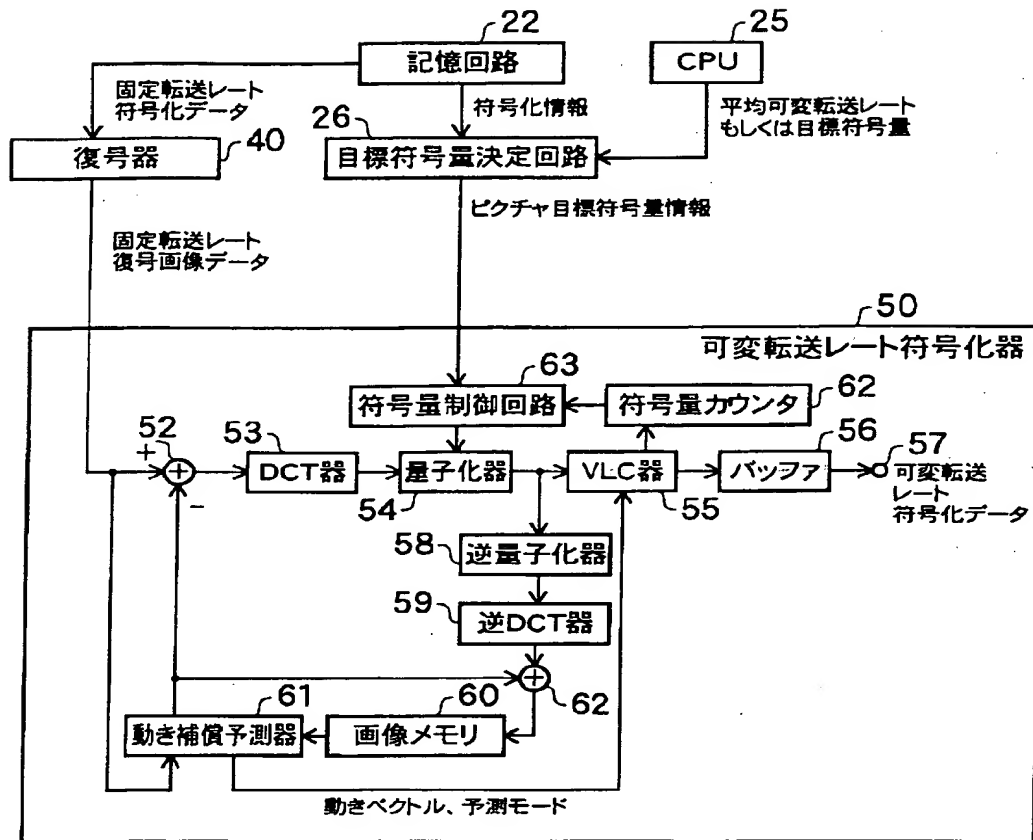 22
記憶回路
25
CPU
固定転送レート
符号化データ
符号化情報
平均可変転送レート
もしくは目標符号量
26
復号器
40
目標符号量決定回路
ピクチャ目標符号量情報
固定転送レート
復号画像データ
50
可変転送レート符号化器
63
符号量制御回路
符号量カウンタ
62
52
+
+
-
53
DCT器
量子化器
54
VLC器
55
56
バッファ
57
可変転送
レート
符号化データ
58
逆量子化器
59
逆DCT器
+
62
61
動き補償予測器
60
画像メモリ
動きベクトル、予測モード